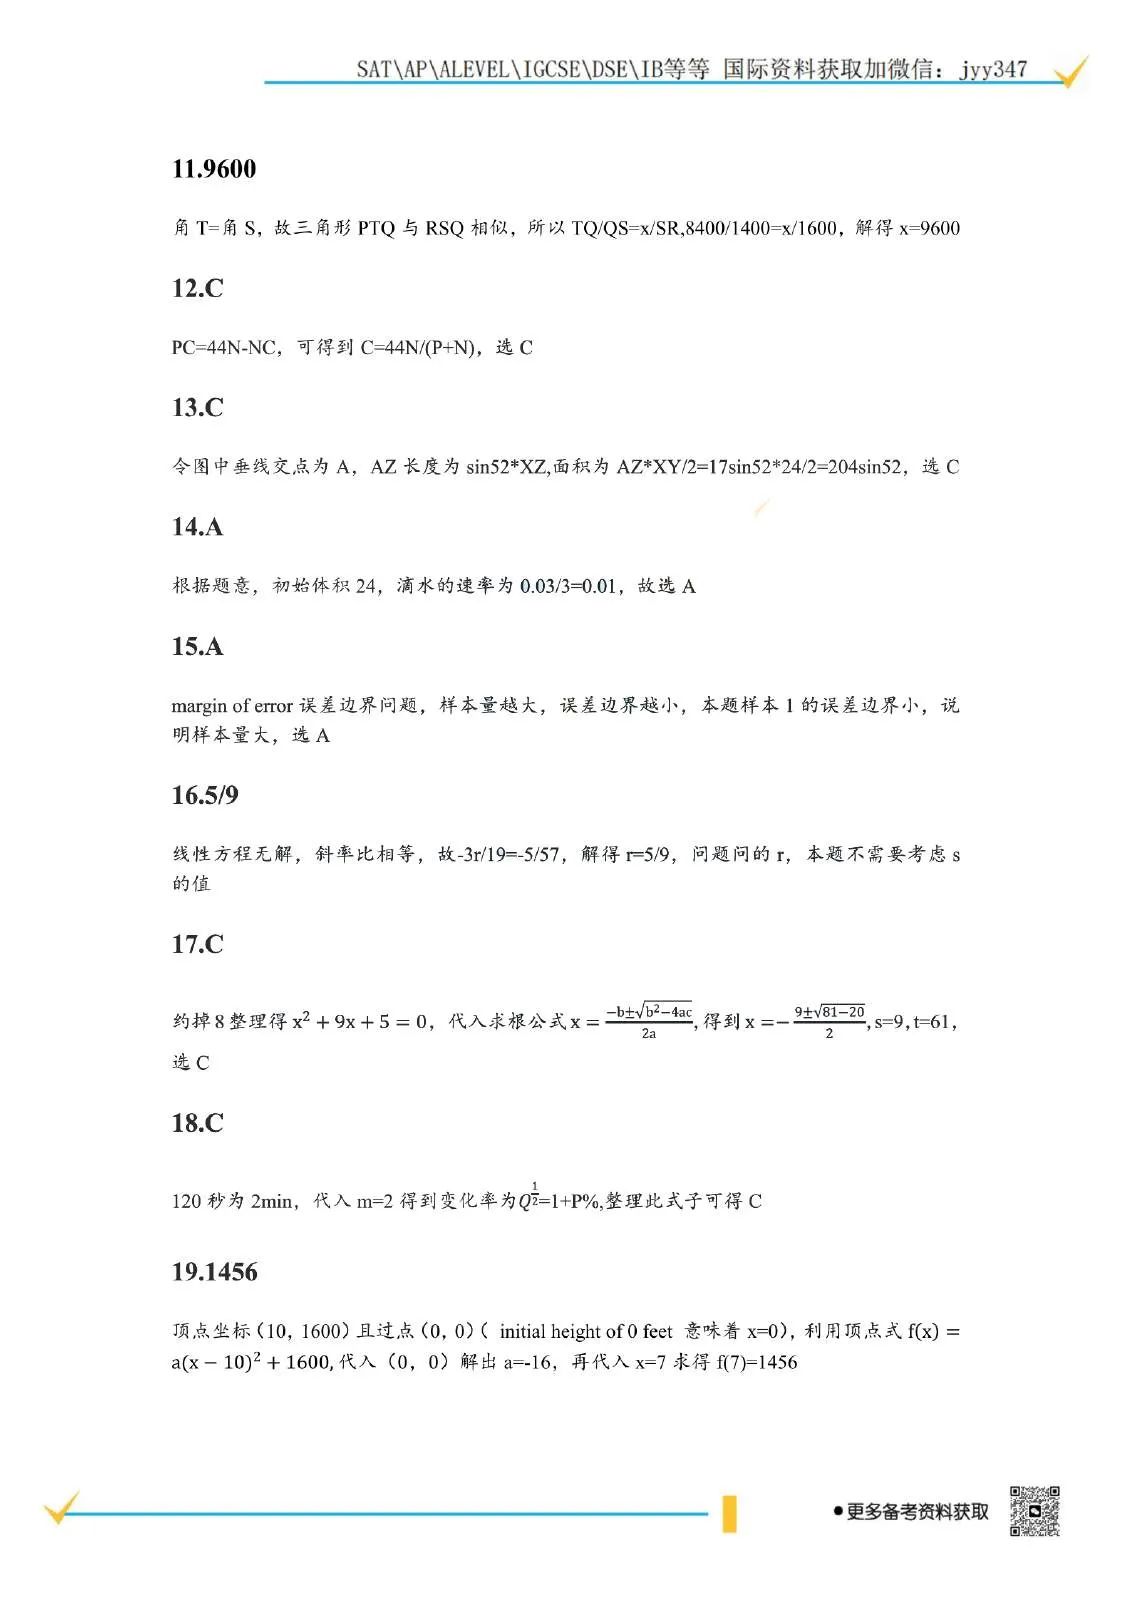 SAT\AP\ALEVEL\IGCSE\DSE\IB等等 国际资料获取加微信：jyy347
11.9600
角 T=角 S，故三角形 PTQ 与 RSQ 相似，所以 TQ/QS=x/SR,8400/1400=x/1600，解得 x=9600
12.C
PC=44N-NC，可得到 C=44N/(P+N)，选 C
13.C
令图中垂线交点为 A，AZ 长度为 sin52*XZ,面积为 AZ*XY/2=17sin52*24/2=204sin52，选 C
14.A
根据题意，初始体积 24，滴水的速率为 0.03/3=0.01，故选 A
15.A
margin of error 误差边界问题，样本量越大，误差边界越小，本题样本 1 的误差边界小，说
明样本量大，选 A
16.5/9
线性方程无解，斜率比相等，故-3r/19=-5/57，解得 r=5/9，问题问的 r，本题不需要考虑 s
的值
17.C
约掉 8 整理得 x² + 9x + 5 = 0，代入求根公式 x = (−b±√(b²−4ac))/2a, 得到 x = − (9±√(81−20))/2, s=9, t=61，
选 C
18.C
120 秒为 2min，代入 m=2 得到变化率为Q^(1/2)=1+P%,整理此式子可得 C
19.1456
顶点坐标（10，1600）且过点（0，0）（ initial height of 0 feet 意味着 x=0），利用顶点式 f(x) =
a(x − 10)² + 1600, 代入（0，0）解出 a=-16，再代入 x=7 求得 f(7)=1456
●更多备考资料获取